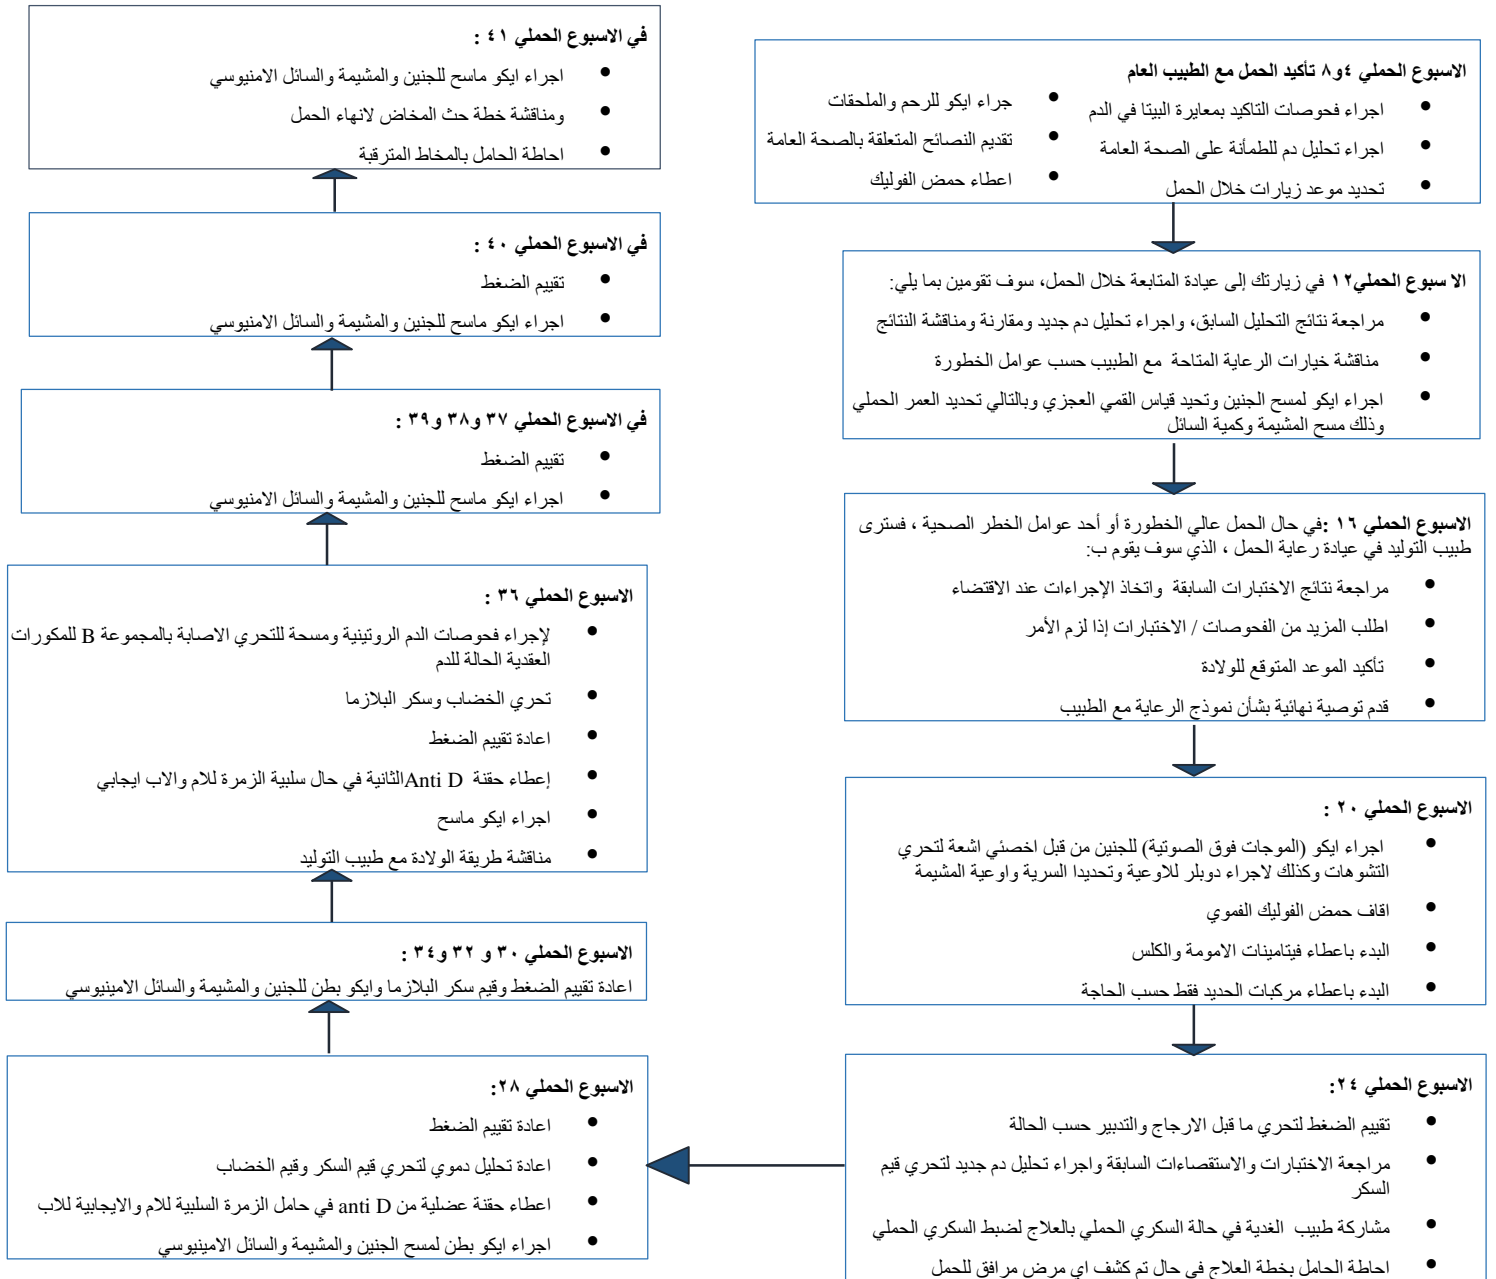 الاسبوع الحملي ٤و٨ تأكيد الحمل مع الطبيب العام
اجراء فحوصات التاكيد بمعايرة البيتا في الدم
اجراء تحليل دم للطمأنة على الصحة العامة
تحديد موعد زيارات خلال الحمل
جراء ايكو للرحم والملحقات
تقديم النصائح المتعلقة بالصحة العامة
اعطاء حمض الفوليك
الا سبوع الحملي١٢ في زيارتك إلى عيادة المتابعة خلال الحمل، سوف تقومين بما يلي:
مراجعة نتائج التحليل السابق، واجراء تحليل دم جديد ومقارنة ومناقشة النتائج
مناقشة خيارات الرعاية المتاحة مع الطبيب حسب عوامل الخطورة
اجراء ايكو لمسح الجنين وتحيد قياس القمي العجزي وبالتالي تحديد العمر الحملي
وذلك مسح المشيمة وكمية السائل
الاسبوع الحملي ١٦ :في حال الحمل عالي الخطورة أو أحد عوامل الخطر الصحية ، فسترى
طبيب التوليد في عيادة رعاية الحمل ، الذي سوف يقوم ب:
مراجعة نتائج الاختبارات السابقة واتخاذ الإجراءات عند الاقتضاء
اطلب المزيد من الفحوصات / الاختبارات إذا لزم الأمر
تأكيد الموعد المتوقع للولادة
قدم توصية نهائية بشأن نموذج الرعاية مع الطبيب
الاسبوع الحملي ٢٠ :
اجراء ايكو (الموجات فوق الصوتية) للجنين من قبل اخصئي اشعة لتحري
التشوهات وكذلك لاجراء دوبلر للاوعية وتحديدا السرية واوعية المشيمة
اقاف حمض الفوليك الفموي
البدء باعطاء فيتامينات الامومة والكلس
البدء باعطاء مركبات الحديد فقط حسب الحاجة
الاسبوع الحملي ٢٤:
تقييم الضغط لتحري ما قبل الارجاج والتدبير حسب الحالة
مراجعة الاختبارات والاستقصاءات السابقة واجراء تحليل دم جديد لتحري قيم
السكر
مشاركة طبيب الغدية في حالة السكري الحملي بالعلاج لضبط السكري الحملي
احاطة الحامل بخطة العلاج في حال تم كشف اي مرض مرافق للحمل
الاسبوع الحملي ٢٨:
اعادة تقييم الضغط
اعادة تحليل دموي لتحري قيم السكر وقيم الخضاب
اعطاء حقنة عضلية من anti D في حامل الزمرة السلبية للام والايجابية للاب
اجراء ايكو بطن لمسح الجنين والمشيمة والسائل الامينيوسي
الاسبوع الحملي ٣٠ و ٣٢ و٣٤ :
اعادة تقييم الضغط وقيم سكر البلازما وايكو بطن للجنين والمشيمة والسائل الامينيوسي
الاسبوع الحملي ٣٦ :
لإجراء فحوصات الدم الروتينية ومسحة للتحري الاصابة بالمجموعة B للمكورات
العقدية الحالة للدم
تحري الخضاب وسكر البلازما
اعادة تقييم الضغط
إعطاء حقنة Anti D الثانية في حال سلبية الزمرة للام والاب ايجابي
اجراء ايكو ماسح
مناقشة طريقة الولادة مع طبيب التوليد
في الاسبوع الحملي ٣٧ و٣٨ و٣٩ :
تقييم الضغط
اجراء ايكو ماسح للجنين والمشيمة والسائل الامنيوسي
في الاسبوع الحملي ٤٠ :
تقييم الضغط
اجراء ايكو ماسح للجنين والمشيمة والسائل الامنيوسي
في الاسبوع الحملي ٤١ :
اجراء ايكو ماسح للجنين والمشيمة والسائل الامنيوسي
ومناقشة خطة حث المخاض لانهاء الحمل
احاطة الحامل بالمخاط المترقبة